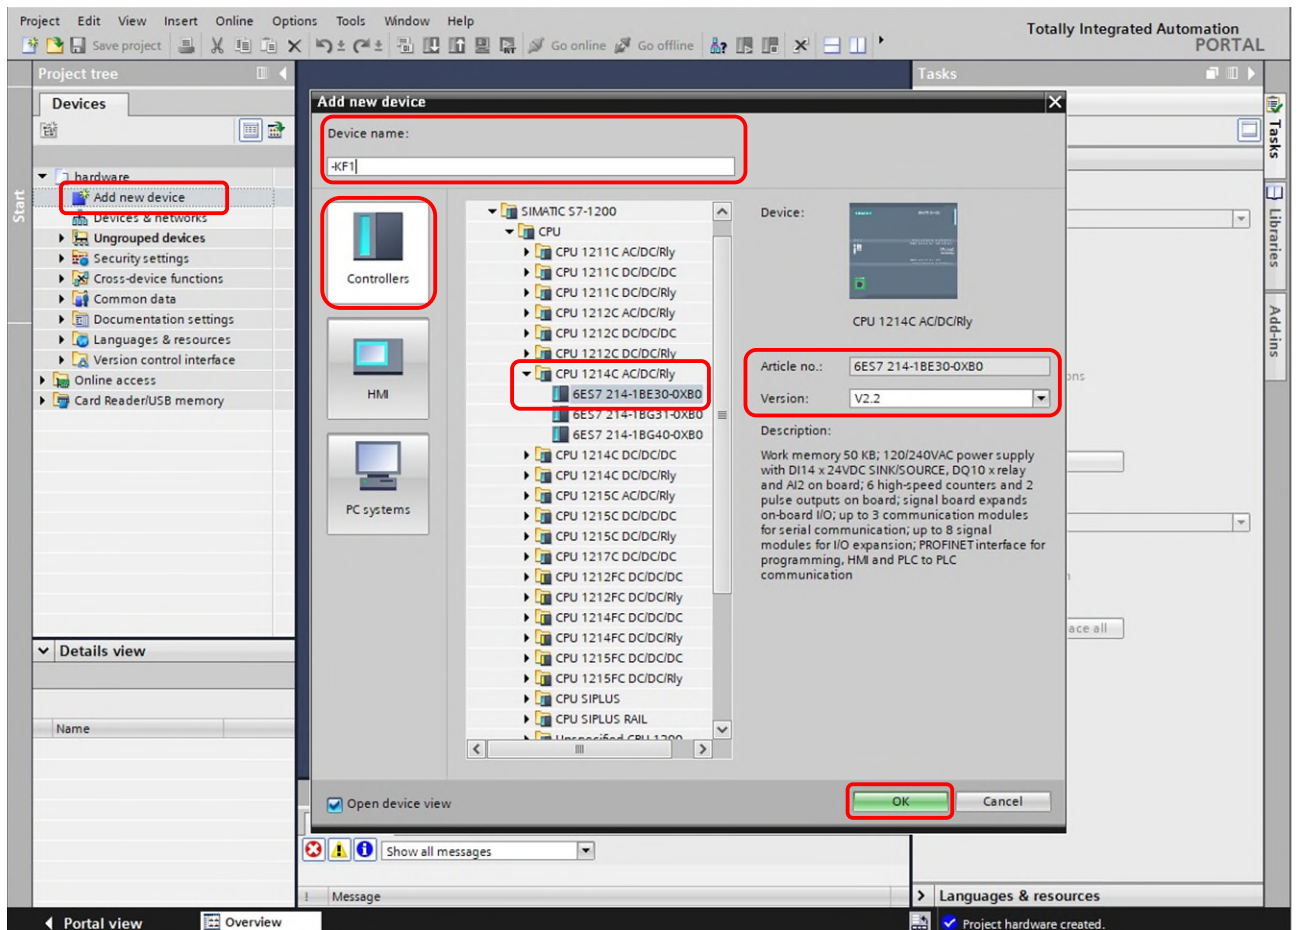 Project Edit View Insert Online Options Tools Window Help
Totally Integrated Automation
PORTAL
Save project Go online Go offline
Project tree
Tasks
Devices
Start
hardware
Add new device
Devices & networks
Ungrouped devices
Security settings
Cross-device functions
Common data
Documentation settings
Languages & resources
Version control interface
Online access
Card Reader/USB memory
Details view
Name
Add new device
Device name:
-KF1
Controllers
HMI
PC systems
SIMATIC S7-1200
CPU
CPU 1211C AC/DC/Rly
CPU 1211C DC/DC/DC
CPU 1211C DC/DC/Rly
CPU 1212C AC/DC/Rly
CPU 1212C DC/DC/DC
CPU 1212C DC/DC/Rly
CPU 1214C AC/DC/Rly
6ES7 214-1BE30-0XB0
6ES7 214-1BG31-0XB0
6ES7 214-1BG40-0XB0
CPU 1214C DC/DC/DC
CPU 1214C DC/DC/Rly
CPU 1215C AC/DC/Rly
CPU 1215C DC/DC/DC
CPU 1215C DC/DC/Rly
CPU 1217C DC/DC/DC
CPU 1212FC DC/DC/DC
CPU 1212FC DC/DC/Rly
CPU 1214FC DC/DC/DC
CPU 1214FC DC/DC/Rly
CPU 1215FC DC/DC/DC
CPU 1215FC DC/DC/Rly
CPU SIPLUS
CPU SIPLUS RAIL
Unspecified CPU 1200
Device:
CPU 1214C AC/DC/Rly
Article no.: 6ES7 214-1BE30-0XB0
Version: V2.2
Description:
Work memory 50 KB; 120/240VAC power supply
with DI14 x 24VDC SINK/SOURCE, DQ10 x relay
and AI2 on board; 6 high-speed counters and 2
pulse outputs on board; signal board expands
on-board I/O; up to 3 communication modules
for serial communication; up to 8 signal
modules for I/O expansion; PROFINET interface for
programming, HMI and PLC to PLC
communication
Open device view
OK Cancel
ons
ace all
Tasks
Libraries
Add-ins
Show all messages
! Message
Languages & resources
Portal view Overview
Project hardware created.